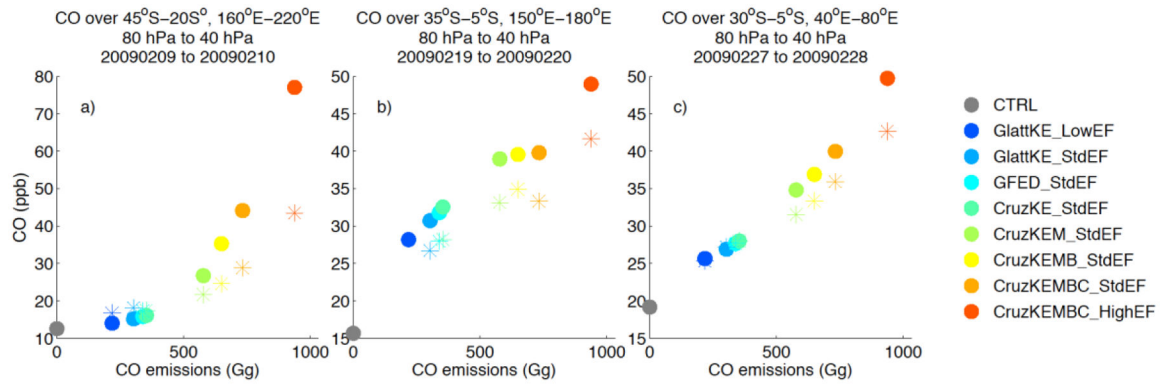 CO over 45°S−20S°, 160°E−220°E
80 hPa to 40 hPa
20090209 to 20090210
CO over 35°S−5°S, 150°E−180°E
80 hPa to 40 hPa
20090219 to 20090220
CO over 30°S−5°S, 40°E−80°E
80 hPa to 40 hPa
20090227 to 20090228
CO (ppb)
80
70
60
50
40
30
20
10
a)
0 500 1000
CO emissions (Gg)
50
45
40
35
30
25
20
15
b)
0 500 1000
CO emissions (Gg)
50
45
40
35
30
25
20
15
c)
0 500 1000
CO emissions (Gg)
CTRL
GlattKE_LowEF
GlattKE_StdEF
GFED_StdEF
CruzKE_StdEF
CruzKEM_StdEF
CruzKEMB_StdEF
CruzKEMBC_StdEF
CruzKEMBC_HighEF